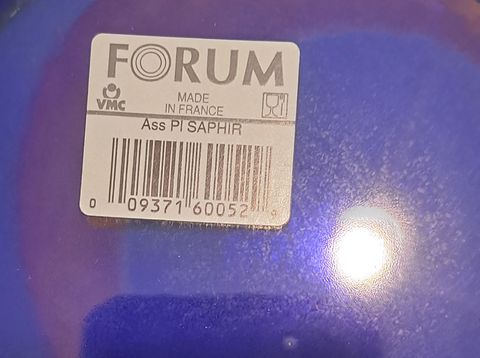 FORUM
VMC
MADE
IN FRANCE
Ass Pl SAPHIR
0 09371 60052 9